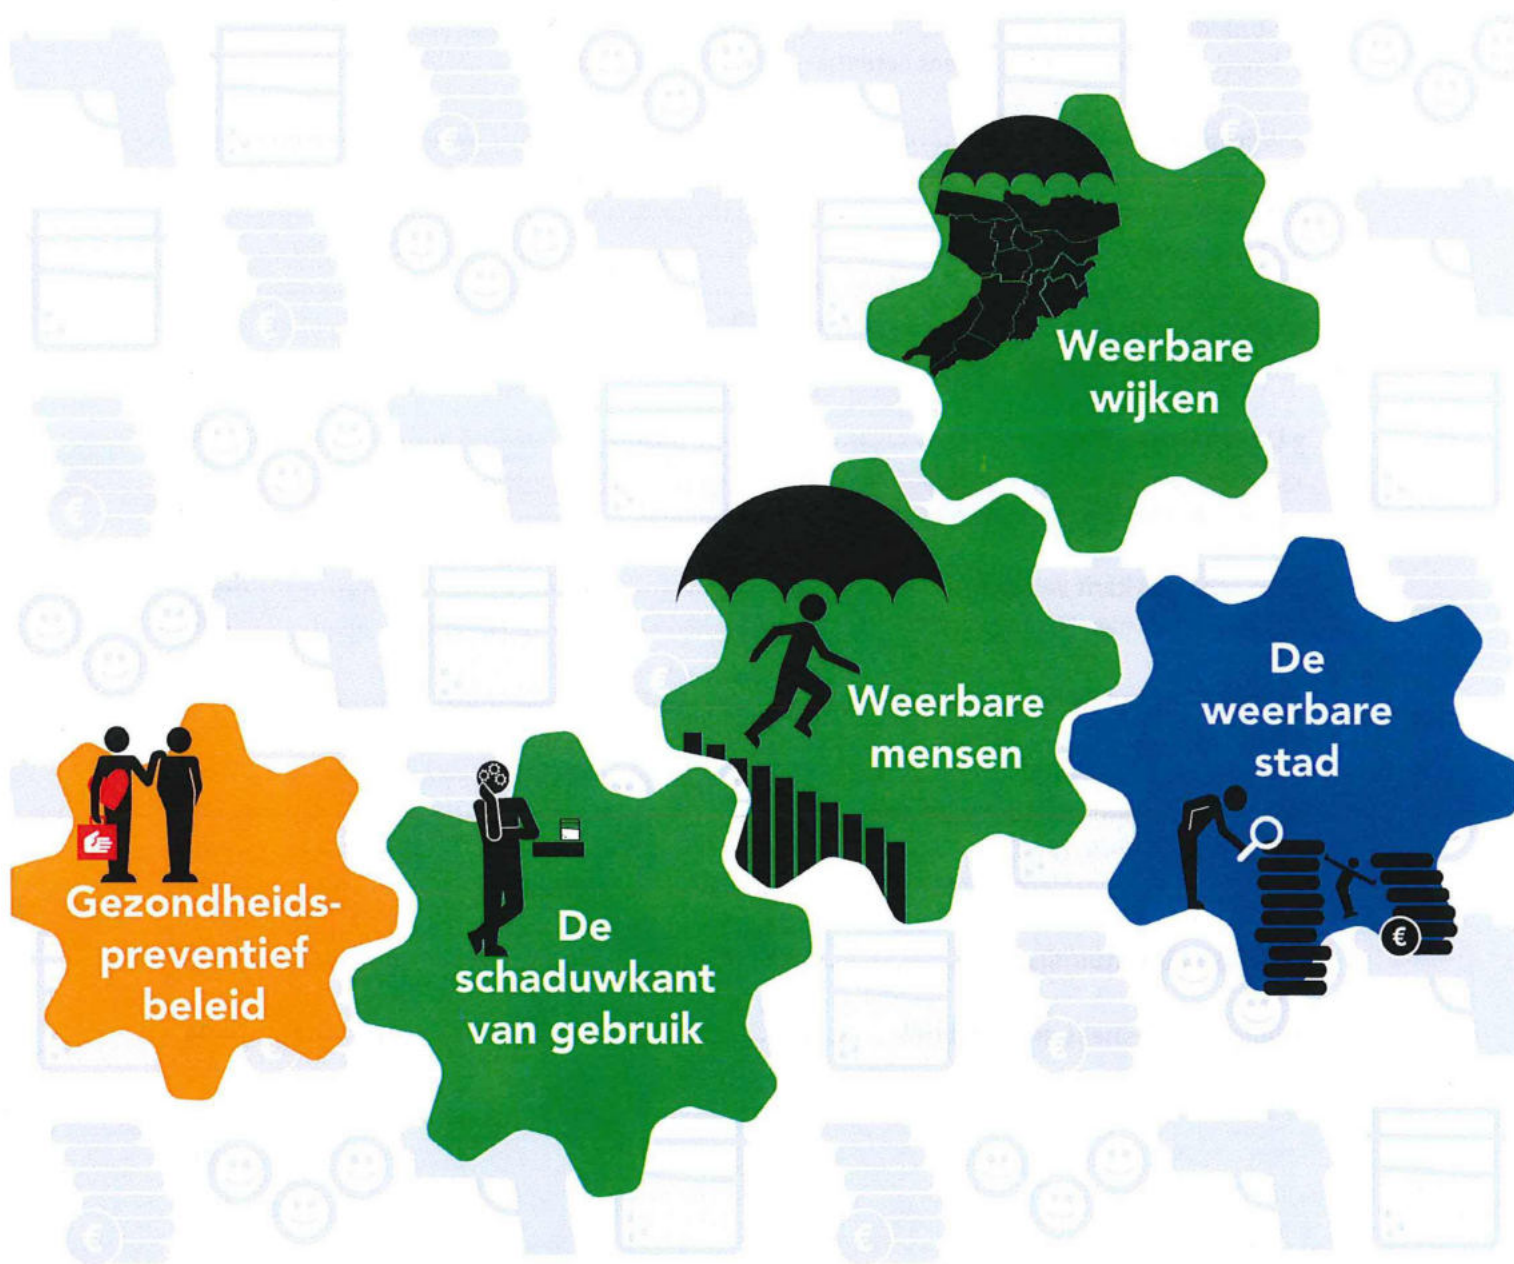 Weerbare
wijken
Weerbare
mensen
De
weerbare
stad
Gezondheids-
preventief
beleid
De
schaduwkant
van gebruik
€